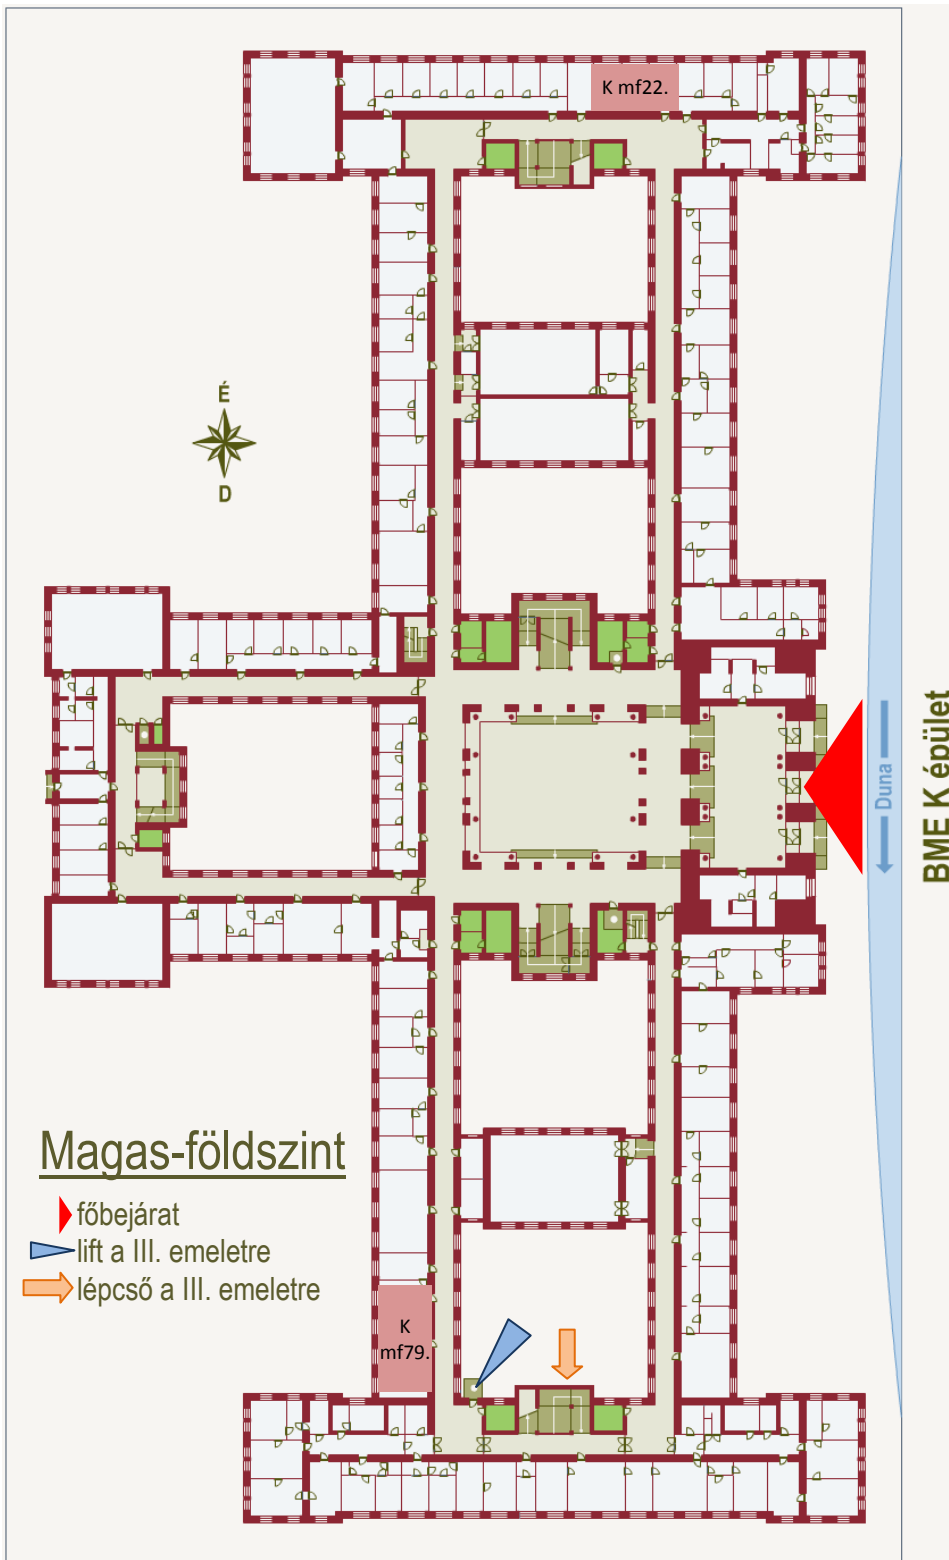 K mf22.
É
D
Duna
BME K épület
Magas-földszint
főbejárat
lift a III. emeletre
lépcső a III. emeletre
K
mf79.